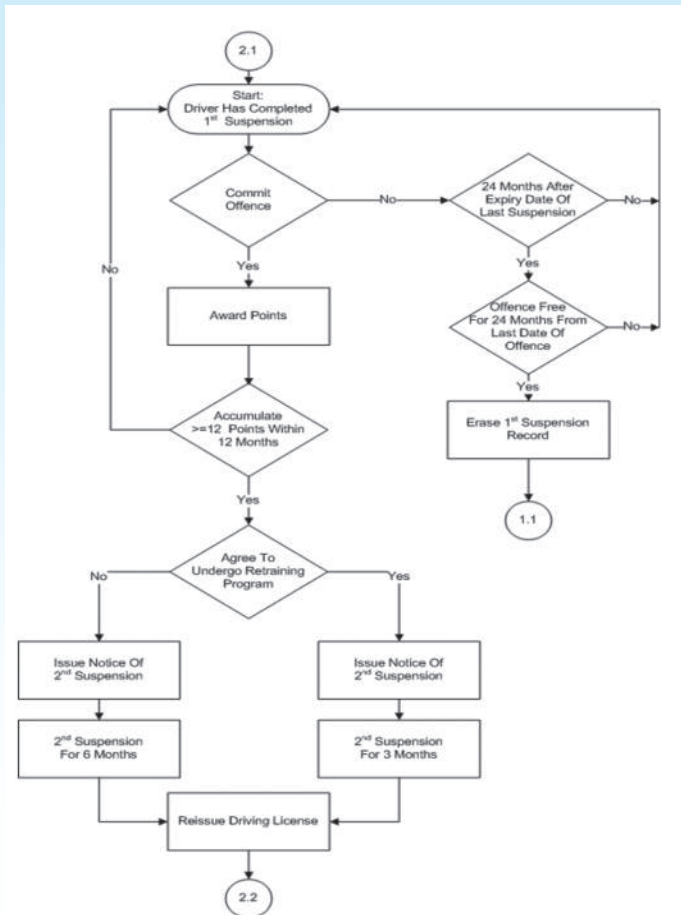 2.1
Start:
Driver Has Completed
1st Suspension
Commit
Offence
No
24 Months After
Expiry Date Of
Last Suspension
No
Yes
Yes
No
Award Points
Offence Free
For 24 Months From
Last Date Of
Offence
No
Yes
Accumulate
>=12 Points Within
12 Months
Erase 1st Suspension
Record
Yes
1.1
Agree To
Undergo Retraining
Program
No
Yes
Issue Notice Of
2nd Suspension
Issue Notice Of
2nd Suspension
2nd Suspension
For 6 Months
2nd Suspension
For 3 Months
Reissue Driving License
2.2